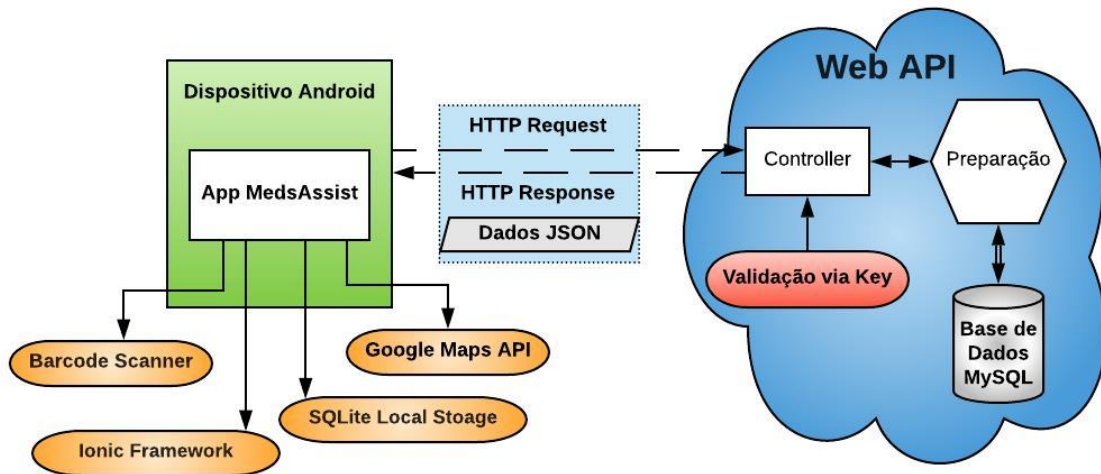 Web API
Dispositivo Android
HTTP Request
Controller
Preparação
App MedsAssist
HTTP Response
Dados JSON
Validação via Key
Base de
Dados
MySQL
Google Maps API
Barcode Scanner
SQLite Local Stoage
Ionic Framework